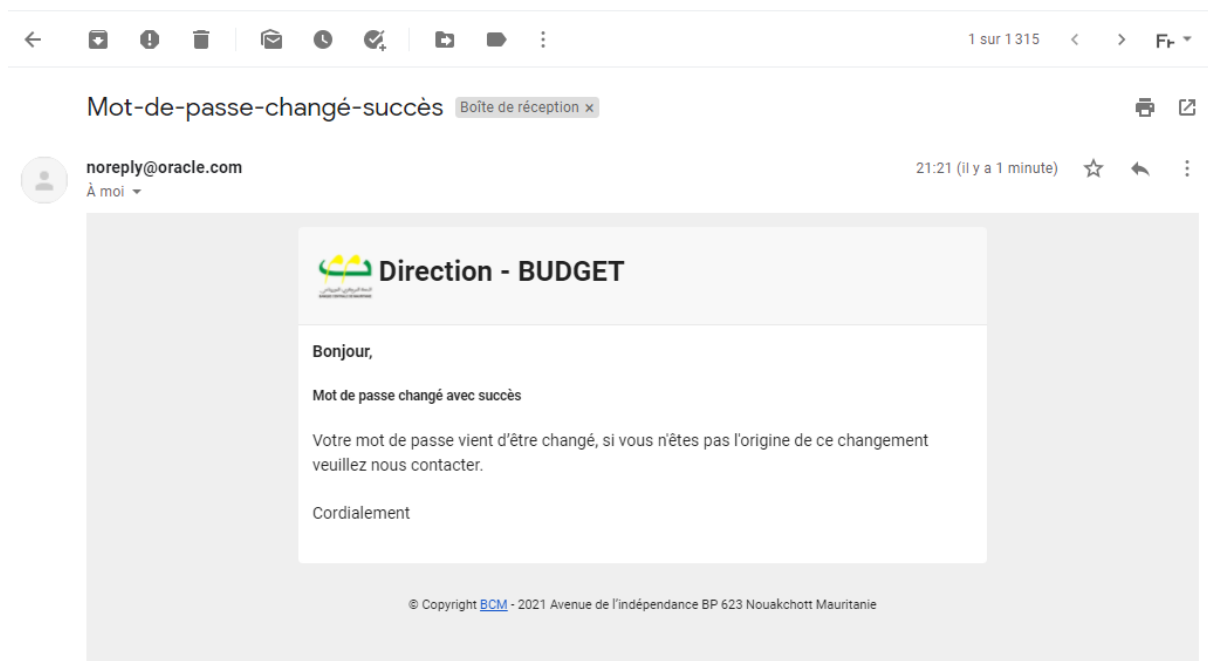 1 sur 1 315
Mot-de-passe-changé-succès Boîte de réception ×
noreply@oracle.com 21:21 (il y a 1 minute)
À moi
Direction - BUDGET
Bonjour,
Mot de passe changé avec succès
Votre mot de passe vient d’être changé, si vous n'êtes pas l'origine de ce changement
veuillez nous contacter.
Cordialement
© Copyright BCM - 2021 Avenue de l’indépendance BP 623 Nouakchott Mauritanie